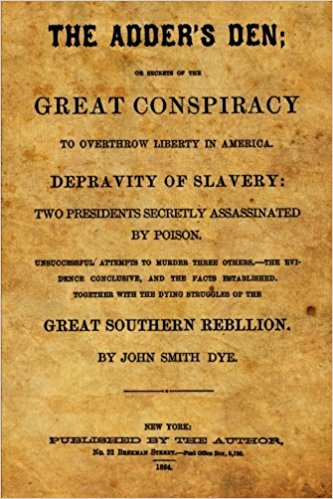 THE ADDER'S DEN;
OR SECRETS OF THE
GREAT CONSPIRACY
TO OVERTHROW LIBERTY IN AMERICA.
DEPRAVITY OF SLAVERY:
TWO PRESIDENTS SECRETLY ASSASSINATED
BY POISON.
UNSUCCESSFUL ATTEMPTS TO MURDER THREE OTHERS.—THE EVI-
DENCE CONCLUSIVE, AND THE FACTS ESTABLISHED.
TOGETHER WITH THE DYING STRUGGLES OF THE
GREAT SOUTHERN REBLLION.
BY JOHN SMITH DYE.
NEW YORK:
PUBLISHED BY THE AUTHOR,
No. 32 BEEKMAN STREET.—Post Office Box, 5,135.
1864.